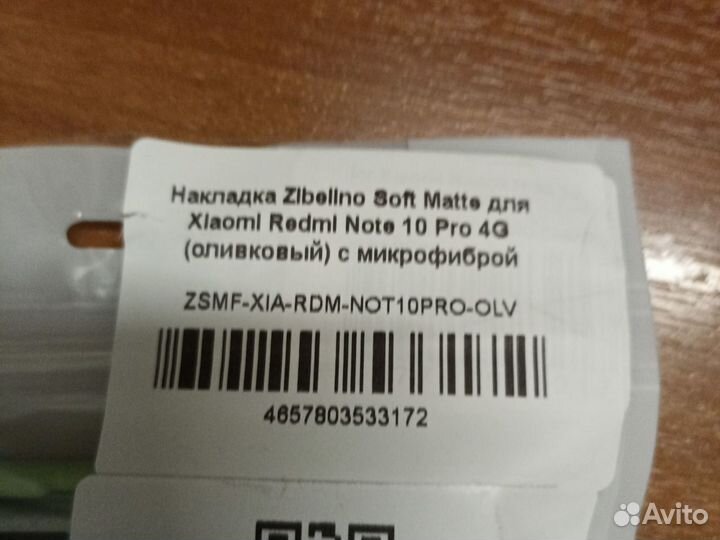 Накладка Zibelino Soft Matte для
Xiaomi Redmi Note 10 Pro 4G
(оливковый) с микрофиброй
ZSMF-XIA-RDM-NOT10PRO-OLV
4657803533172
Avito